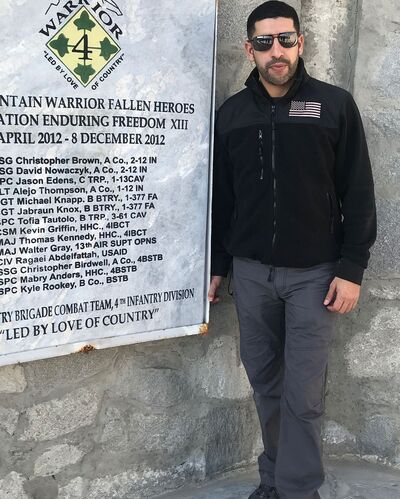 WARRIOR
4
"LED BY LOVE OF COUNTRY"
NTAIN WARRIOR FALLEN HEROES
ATION ENDURING FREEDOM XIII
APRIL 2012 - 8 DECEMBER 2012
SG Christopher Brown, A Co., 2-12 IN
SG David Nowaczyk, A Co., 2-12 IN
PC Jason Edens, C TRP., 1-13CAV
LT Alejo Thompson, A Co., 1-12 IN
GT Michael Knapp. B BTRY., 1-377 FA
GT Jabraun Knox, B BTRY., 1-377 FA
PC Tofia Tautolo, B TRP., 3-61 CAV
CSM Kevin Griffin, HHC., 4IBCT
MAJ Thomas Kennedy, HHC., 4IBCT
MAJ Walter Gray, 13th AIR SUPT OPNS
CIV Ragaei Abdelfattah, USAID
SSG Christopher Birdwell, A Co., 4BSTB
SPC Mabry Anders, HHC., 4BSTB
SPC Kyle Rookey, B Co., BSTB
TRY BRIGADE COMBAT TEAM, 4TH INFANTRY DIVISION
"LED BY LOVE OF COUNTRY"